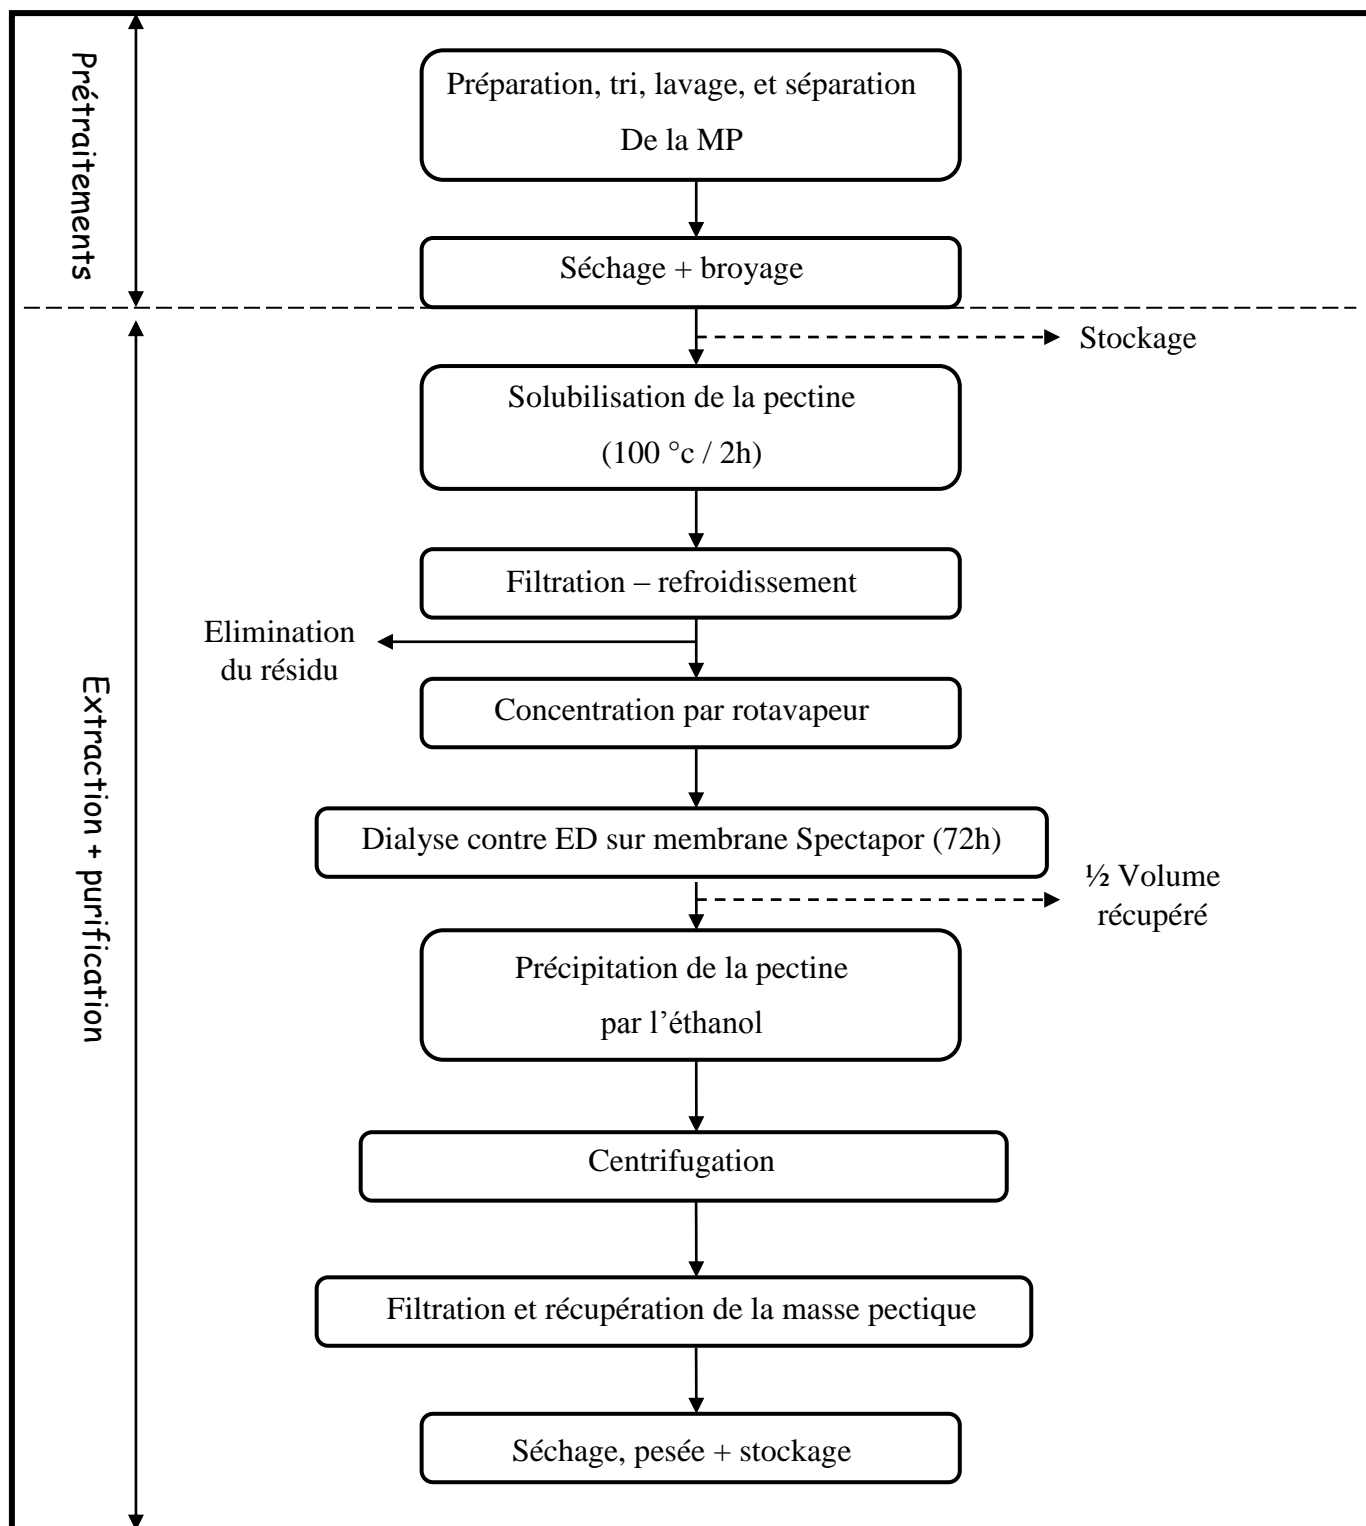 Prétraitements
Préparation, tri, lavage, et séparation
De la MP
Séchage + broyage
Stockage
Solubilisation de la pectine
(100 °c / 2h)
Filtration – refroidissement
Elimination
du résidu
Extraction + purification
Concentration par rotavapeur
Dialyse contre ED sur membrane Spectapor (72h)
½ Volume
récupéré
Précipitation de la pectine
par l’éthanol
Centrifugation
Filtration et récupération de la masse pectique
Séchage, pesée + stockage